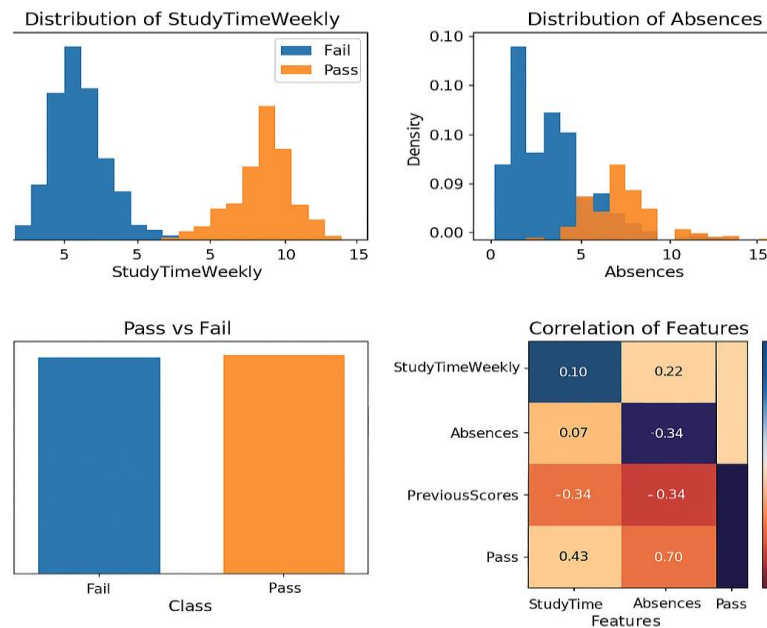 Distribution of StudyTimeWeekly
Fail
Pass
5 5 5 10 15
StudyTimeWeekly
Distribution of Absences
0.10
0.10
0.10
0.09
0.00
Density
0 5 10 15
Absences
Pass vs Fail
Fail Pass
Class
Correlation of Features
StudyTimeWeekly 0.10 0.22
Absences 0.07 -0.34
PreviousScores -0.34 -0.34
Pass 0.43 0.70
StudyTime Absences Pass
Features